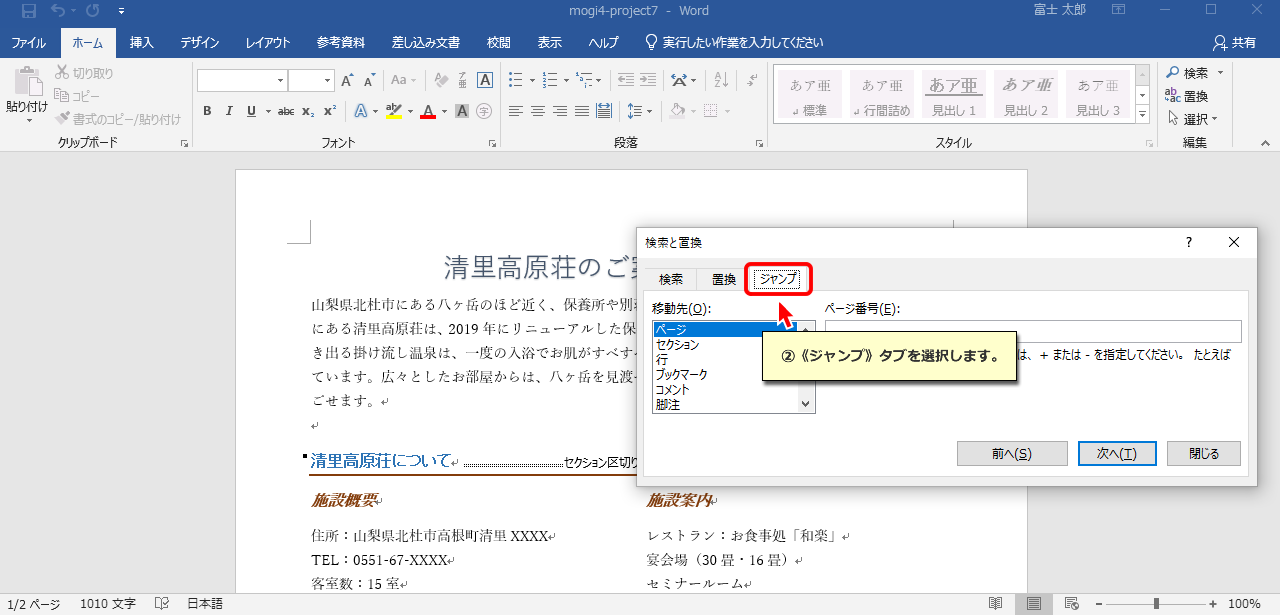 mogi4-project7 - Word
富士 太郎
ファイル ホーム 挿入 デザイン レイアウト 参考資料 差し込み文書 校閲 表示 ヘルプ 実行したい作業を入力してください 共有
貼り付け
切り取り
コピー
書式のコピー/貼り付け
クリップボード
Aa
A
B I U abc x₂ x²
A ab A A 字
フォント
段落
あア亜 あア亜 あア亜 あア亜 あア亜
標準 行間詰め 見出し 1 見出し 2 見出し 3
スタイル
検索
置換
選択
編集
清里高原荘のご
山梨県北杜市にある八ヶ岳のほど近く、保養所や別
にある清里高原荘は、2019 年にリニューアルした保
き出る掛け流し温泉は、一度の入浴でお肌がすべす
ています。広々としたお部屋からは、八ヶ岳を見渡
ごせます。
清里高原荘について
セクション区切り
施設概要
住所：山梨県北杜市高根町清里 XXXX
TEL：0551-67-XXXX
客室数：15 室
施設案内
レストラン：お食事処「和楽」
宴会場（30 畳・16 畳）
セミナールーム
検索と置換
?
検索 置換 ジャンプ
移動先(O):
ページ
セクション
行
ブックマーク
コメント
脚注
ページ番号(E):
は、+ または - を指定してください。 たとえば
②《ジャンプ》タブを選択します。
前へ(S) 次へ(T) 閉じる
1/2 ページ 1010 文字 日本語 100%